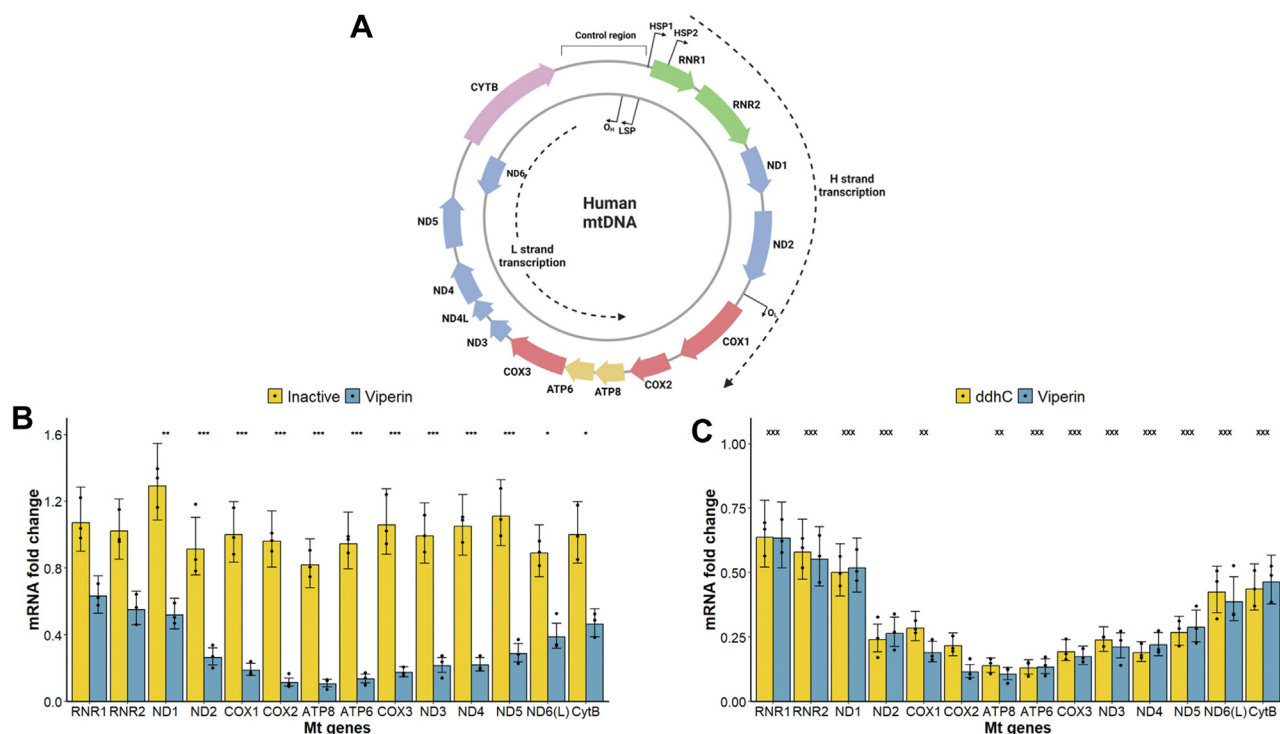 A
Control region
HSP1
HSP2
RNR1
RNR2
ND1
ND2
H strand
transcription
COX1
COX2
ATP8
ATP6
COX3
ND3
ND4L
ND4
ND5
ND6
CYTB
OH
LSP
OL
Human
mtDNA
L strand
transcription
B
Inactive Viperin
mRNA fold change
1.6
1.2
0.8
0.4
0.0
** *** *** *** *** *** *** *** *** *** * *
RNR1 RNR2 ND1 ND2 COX1 COX2 ATP8 ATP6 COX3 ND3 ND4 ND5 ND6(L) CytB
Mt genes
C
ddhC Viperin
mRNA fold change
1.00
0.75
0.50
0.25
0.00
xxx xxx xxx xxx xx xx xxx xxx xxx xxx xxx xxx xxx
RNR1 RNR2 ND1 ND2 COX1 COX2 ATP8 ATP6 COX3 ND3 ND4 ND5 ND6(L) CytB
Mt genes